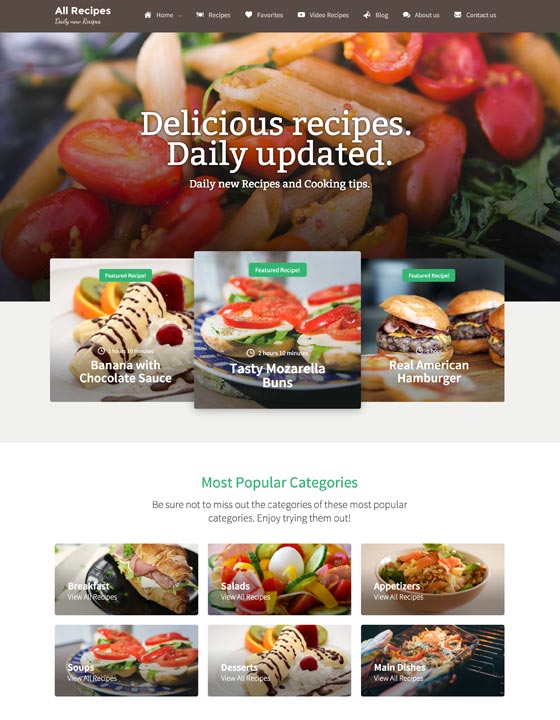 All Recipes
Daily new Recipes
Home
Recipes
Favorites
Video Recipes
Blog
About us
Contact us
Delicious recipes.
Daily updated.
Daily new Recipes and Cooking tips.
Featured Recipe!
2 hours 10 minutes
Banana with
Chocolate Sauce
Featured Recipe!
2 hours 10 minutes
Tasty Mozarella
Buns
Featured Recipe!
Real American
Hamburger
Most Popular Categories
Be sure not to miss out the categories of these most popular
categories. Enjoy trying them out!
Breakfast
View All Recipes
Salads
View All Recipes
Appetizers
View All Recipes
Soups
View All Recipes
Desserts
View All Recipes
Main Dishes
View All Recipes